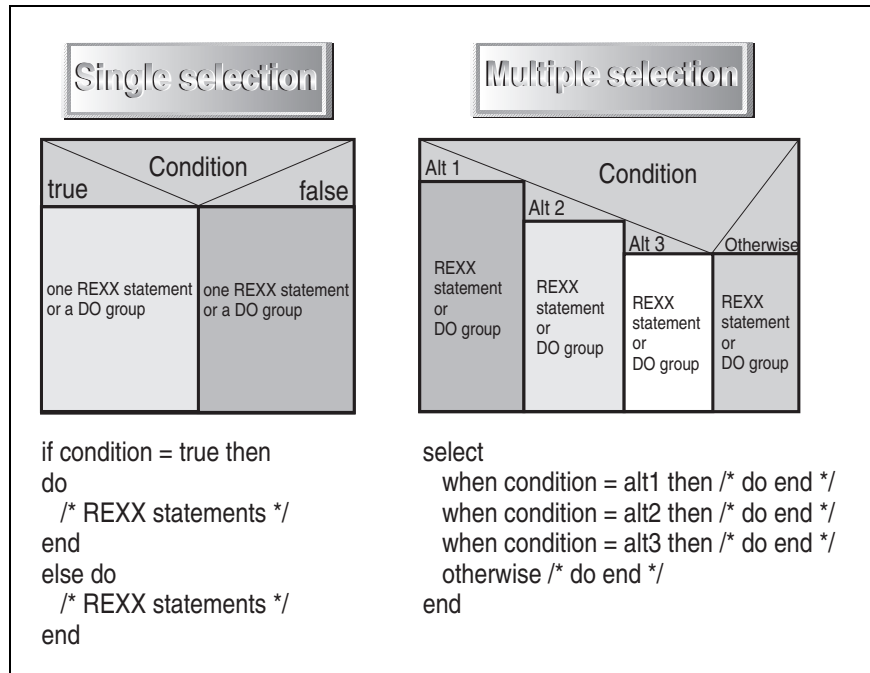 Single selection
Condition
true
false
one REXX statement
or a DO group
one REXX statement
or a DO group
if condition = true then
do
/* REXX statements */
end
else do
/* REXX statements */
end
Multiple selection
Alt 1
Condition
Alt 2
Alt 3
Otherwise
REXX
statement
or
DO group
REXX
statement
or
DO group
REXX
statement
or
DO group
REXX
statement
or
DO group
select
when condition = alt1 then /* do end */
when condition = alt2 then /* do end */
when condition = alt3 then /* do end */
otherwise /* do end */
end